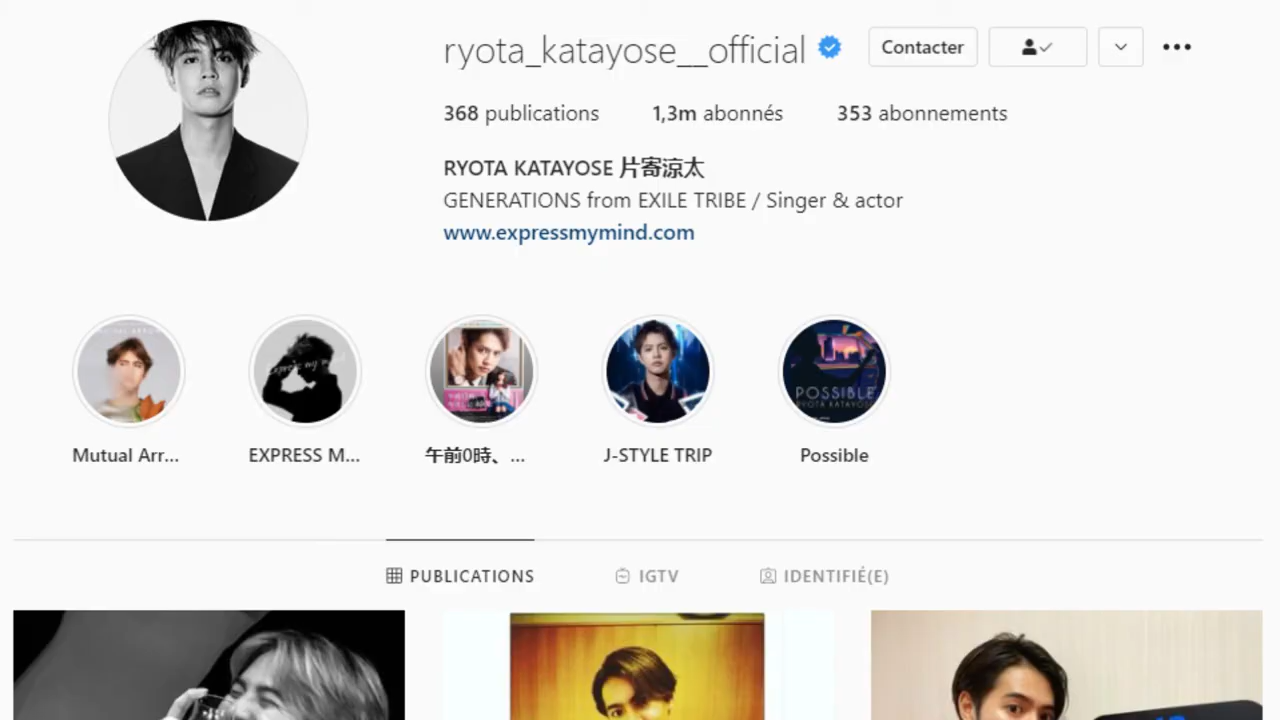 ryota_katayose__official
Contacter
368 publications
1,3m abonnés
353 abonnements
RYOTA KATAYOSE 片寄涼太
GENERATIONS from EXILE TRIBE / Singer & actor
www.expressmymind.com
POSSIBLE
RYOTA KATAYOSE
Mutual Arr...
EXPRESS M...
午前0時、...
J-STYLE TRIP
Possible
PUBLICATIONS
IGTV
IDENTIFIÉ(E)